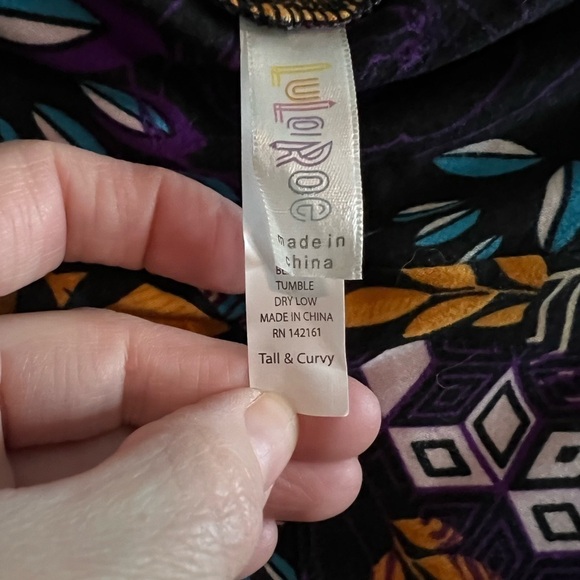 LuLaRoe
made in
china
TUMBLE
DRY LOW
MADE IN CHINA
RN 142161
Tall & Curvy